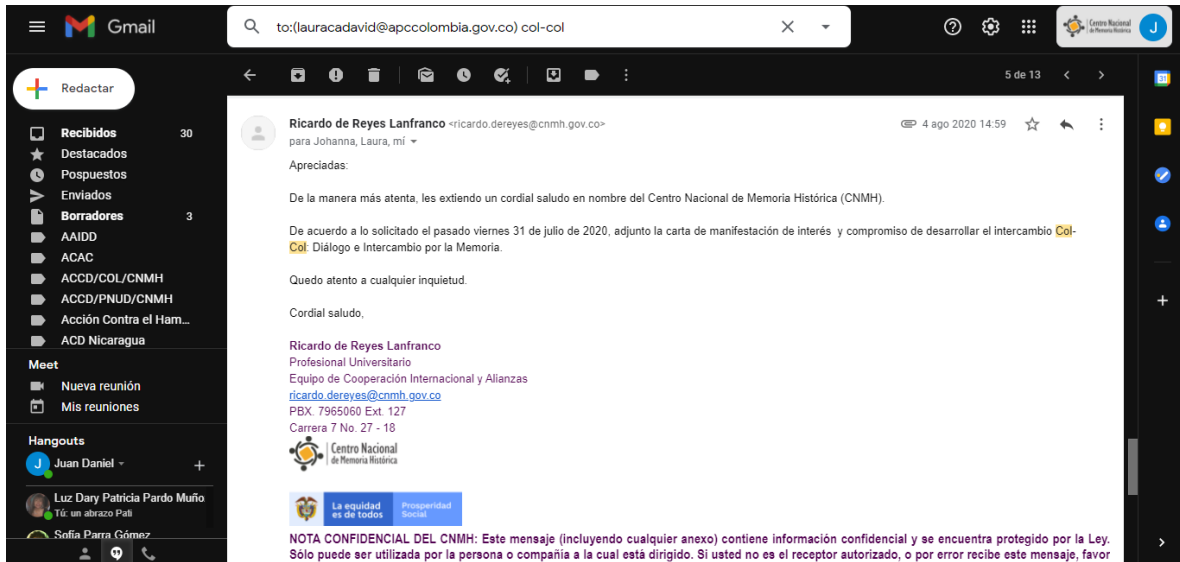 Gmail
to:(lauracadavid@apccolombia.gov.co) col-col
Centro Nacional
de Memoria Histórica
J
Redactar
5 de 13
31
Recibidos 30
Destacados
Pospuestos
Enviados
Borradores 3
AAIDD
ACAC
ACCD/COL/CNMH
ACCD/PNUD/CNMH
Acción Contra el Ham...
ACD Nicaragua
Meet
Nueva reunión
Mis reuniones
Hangouts
J Juan Daniel
Luz Dary Patricia Pardo Muño
Tú: un abrazo Pati
Sofía Parra Gómez
Ricardo de Reyes Lanfranco <ricardo.dereyes@cnmh.gov.co>
4 ago 2020 14:59
para Johanna, Laura, mí
Apreciadas:
De la manera más atenta, les extiendo un cordial saludo en nombre del Centro Nacional de Memoria Histórica (CNMH).
De acuerdo a lo solicitado el pasado viernes 31 de julio de 2020, adjunto la carta de manifestación de interés y compromiso de desarrollar el intercambio Col-
Col: Diálogo e Intercambio por la Memoria.
Quedo atento a cualquier inquietud.
Cordial saludo,
Ricardo de Reyes Lanfranco
Profesional Universitario
Equipo de Cooperación Internacional y Alianzas
ricardo.dereyes@cnmh.gov.co
PBX. 7965060 Ext. 127
Carrera 7 No. 27 - 18
Centro Nacional
de Memoria Histórica
La equidad
es de todos
Prosperidad
Social
NOTA CONFIDENCIAL DEL CNMH: Este mensaje (incluyendo cualquier anexo) contiene información confidencial y se encuentra protegido por la Ley.
Sólo puede ser utilizada por la persona o compañía a la cual está dirigido. Si usted no es el receptor autorizado, o por error recibe este mensaje, favor